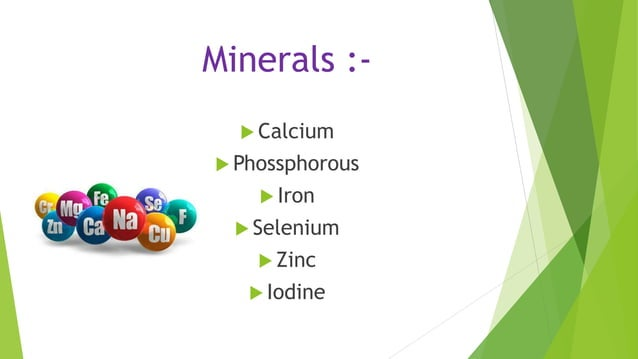 Minerals :-
Calcium
Phossphorous
Iron
Selenium
Zinc
Iodine
Cr Mg Fe Se F
Zn Ca Na Cu